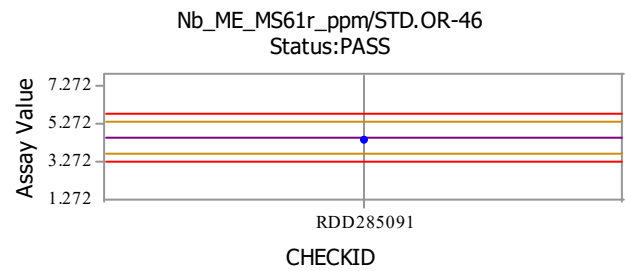 Nb_ME_MS61r_ppm/STD.OR-46
Status:PASS
Assay Value
7.272
5.272
3.272
1.272
RDD285091
CHECKID